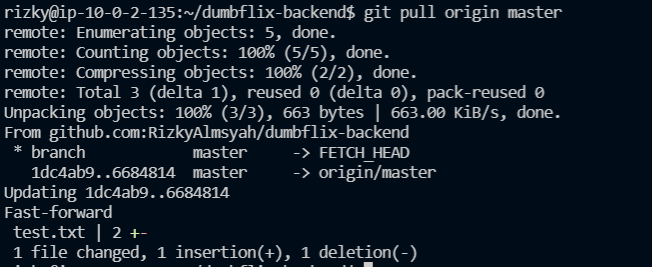 rizky@ip-10-0-2-135:~/dumbflix-backend$ git pull origin master
remote: Enumerating objects: 5, done.
remote: Counting objects: 100% (5/5), done.
remote: Compressing objects: 100% (2/2), done.
remote: Total 3 (delta 1), reused 0 (delta 0), pack-reused 0
Unpacking objects: 100% (3/3), 663 bytes | 663.00 KiB/s, done.
From github.com:RizkyAlmsyah/dumbflix-backend
 * branch            master     -> FETCH_HEAD
   1dc4ab9..6684814  master     -> origin/master
Updating 1dc4ab9..6684814
Fast-forward
 test.txt | 2 +-
 1 file changed, 1 insertion(+), 1 deletion(-)